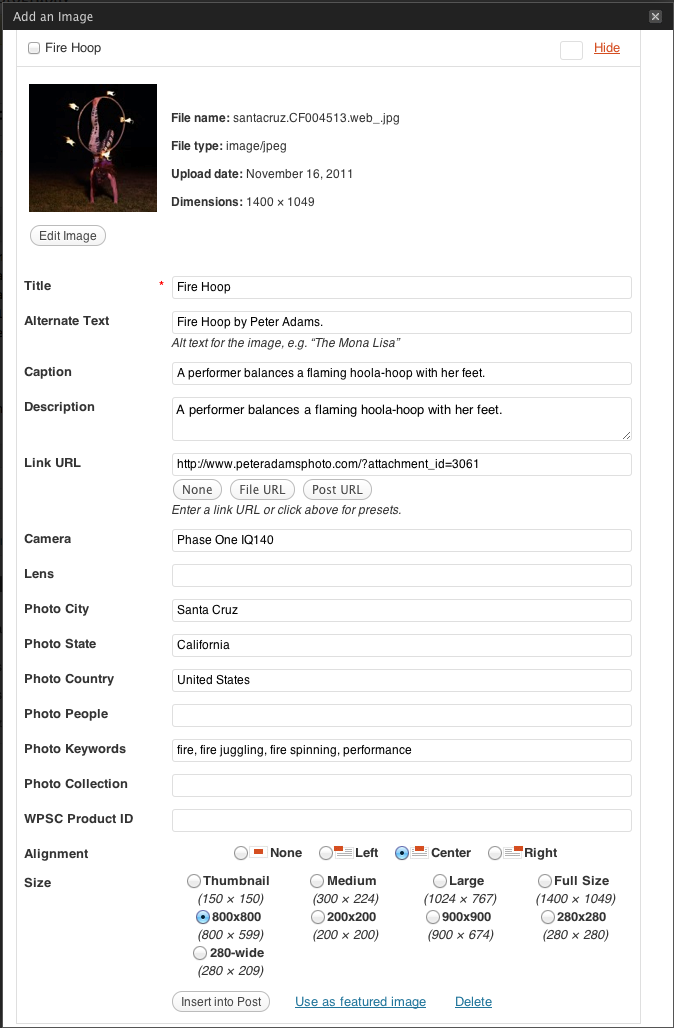 Add an Image
Fire Hoop Hide
File name: santacruz.CF004513.web_.jpg
File type: image/jpeg
Upload date: November 16, 2011
Dimensions: 1400 × 1049
Edit Image
Title * Fire Hoop
Alternate Text Fire Hoop by Peter Adams.
Alt text for the image, e.g. “The Mona Lisa”
Caption A performer balances a flaming hoola-hoop with her feet.
Description A performer balances a flaming hoola-hoop with her feet.
Link URL http://www.peteradamsphoto.com/?attachment_id=3061
None File URL Post URL
Enter a link URL or click above for presets.
Camera Phase One IQ140
Lens
Photo City Santa Cruz
Photo State California
Photo Country United States
Photo People
Photo Keywords fire, fire juggling, fire spinning, performance
Photo Collection
WPSC Product ID
Alignment None Left Center Right
Size Thumbnail Medium Large Full Size
(150 × 150) (300 × 224) (1024 × 767) (1400 × 1049)
800x800 200x200 900x900 280x280
(800 × 599) (200 × 200) (900 × 674) (280 × 280)
280-wide
(280 × 209)
Insert into Post Use as featured image Delete